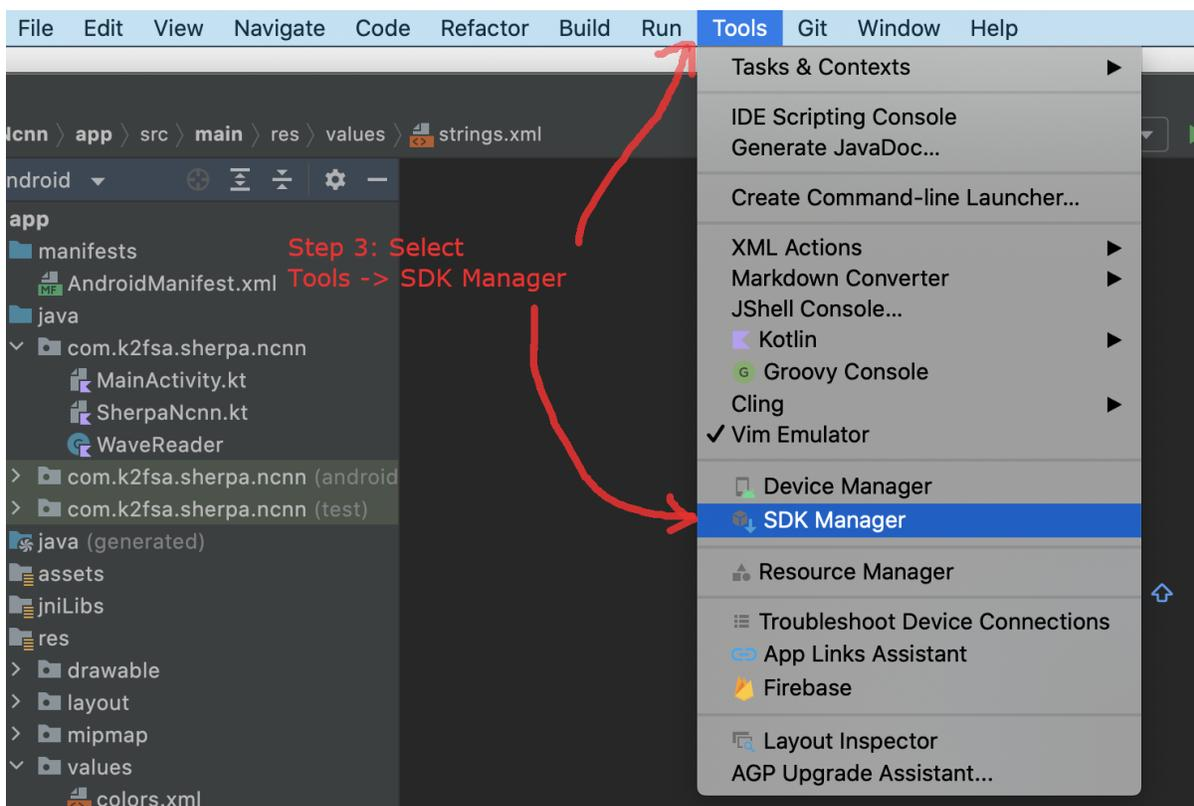 File Edit View Navigate Code Refactor Build Run Tools Git Window Help
Ncnn app src main res values strings.xml
ndroid
app
manifests
AndroidManifest.xml
java
com.k2fsa.sherpa.ncnn
MainActivity.kt
SherpaNcnn.kt
WaveReader
com.k2fsa.sherpa.ncnn (android
com.k2fsa.sherpa.ncnn (test)
java (generated)
assets
jniLibs
res
drawable
layout
mipmap
values
colors.xml
Step 3: Select
Tools -> SDK Manager
Tasks & Contexts
IDE Scripting Console
Generate JavaDoc...
Create Command-line Launcher...
XML Actions
Markdown Converter
JShell Console...
Kotlin
Groovy Console
Cling
Vim Emulator
Device Manager
SDK Manager
Resource Manager
Troubleshoot Device Connections
App Links Assistant
Firebase
Layout Inspector
AGP Upgrade Assistant...